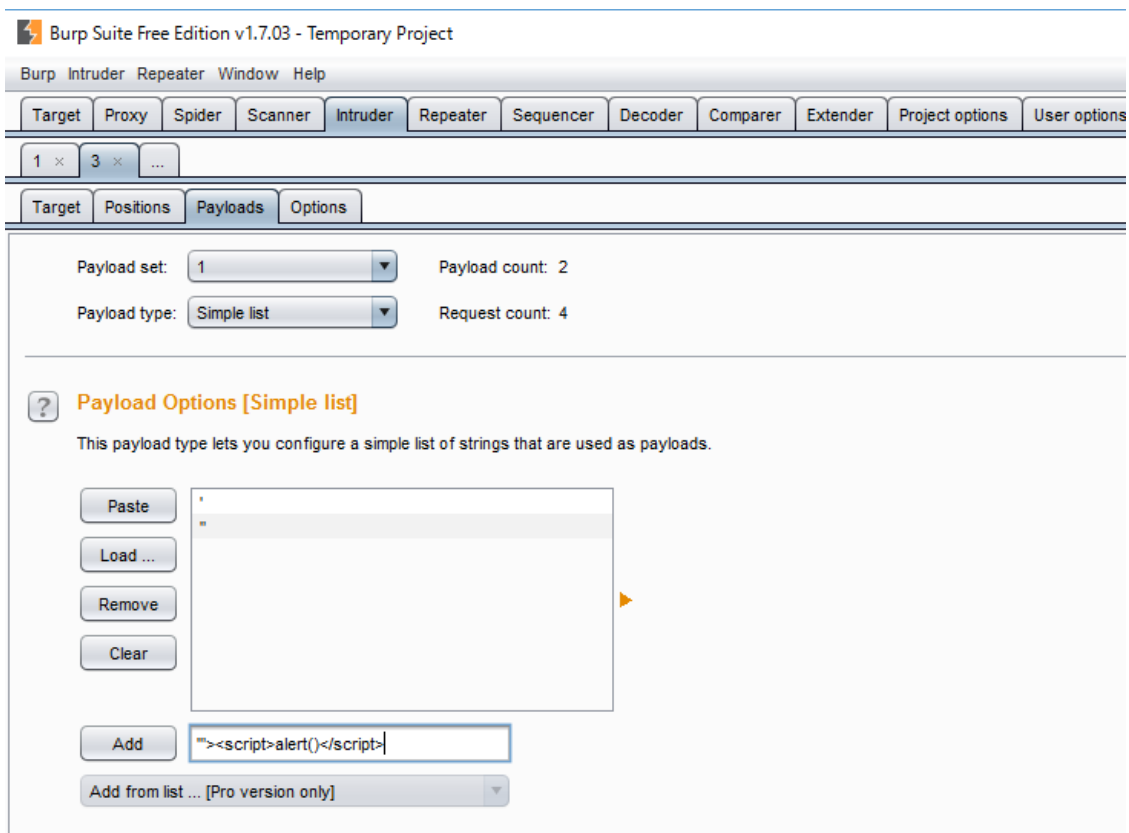 Burp Suite Free Edition v1.7.03 - Temporary Project
Burp Intruder Repeater Window Help
Target Proxy Spider Scanner Intruder Repeater Sequencer Decoder Comparer Extender Project options User options
1 × 3 × ...
Target Positions Payloads Options
Payload set: 1 Payload count: 2
Payload type: Simple list Request count: 4
? Payload Options [Simple list]
This payload type lets you configure a simple list of strings that are used as payloads.
Paste '
'"
Load ...
Remove
Clear
Add '"><script>alert()</script>
Add from list ... [Pro version only]